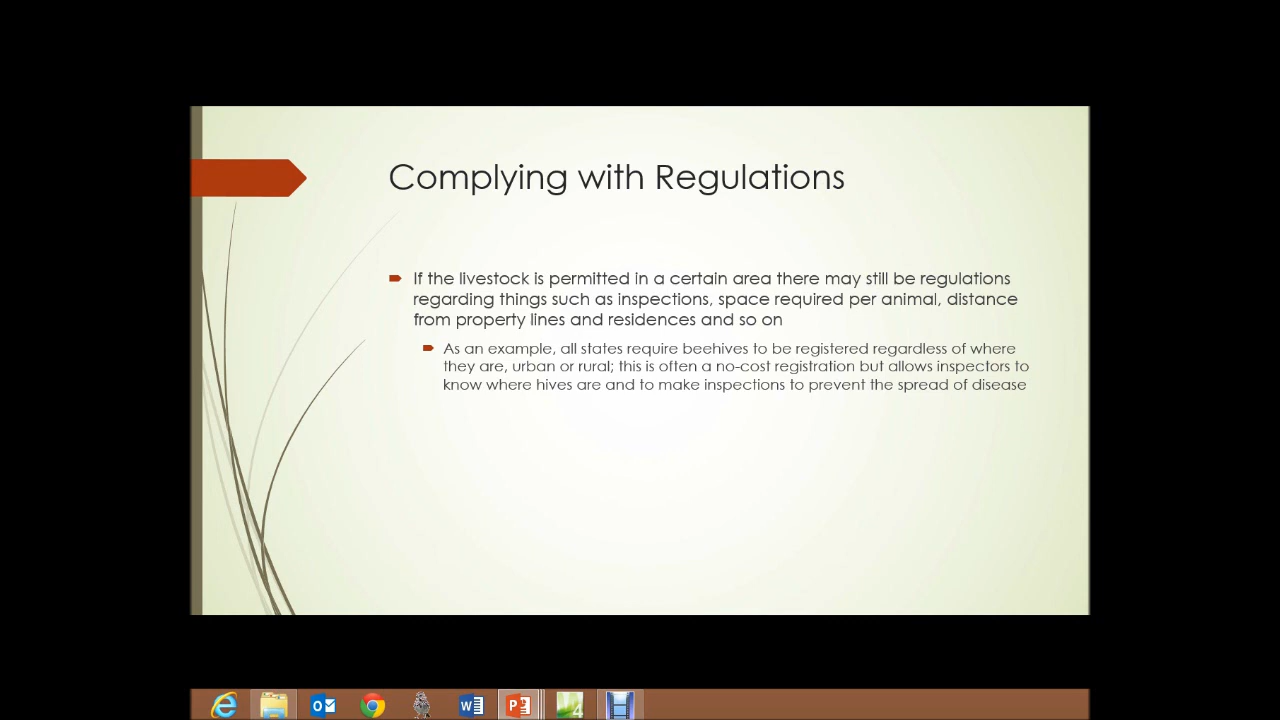 Complying with Regulations
If the livestock is permitted in a certain area there may still be regulations
regarding things such as inspections, space required per animal, distance
from property lines and residences and so on
As an example, all states require beehives to be registered regardless of where
they are, urban or rural; this is often a no-cost registration but allows inspectors to
know where hives are and to make inspections to prevent the spread of disease